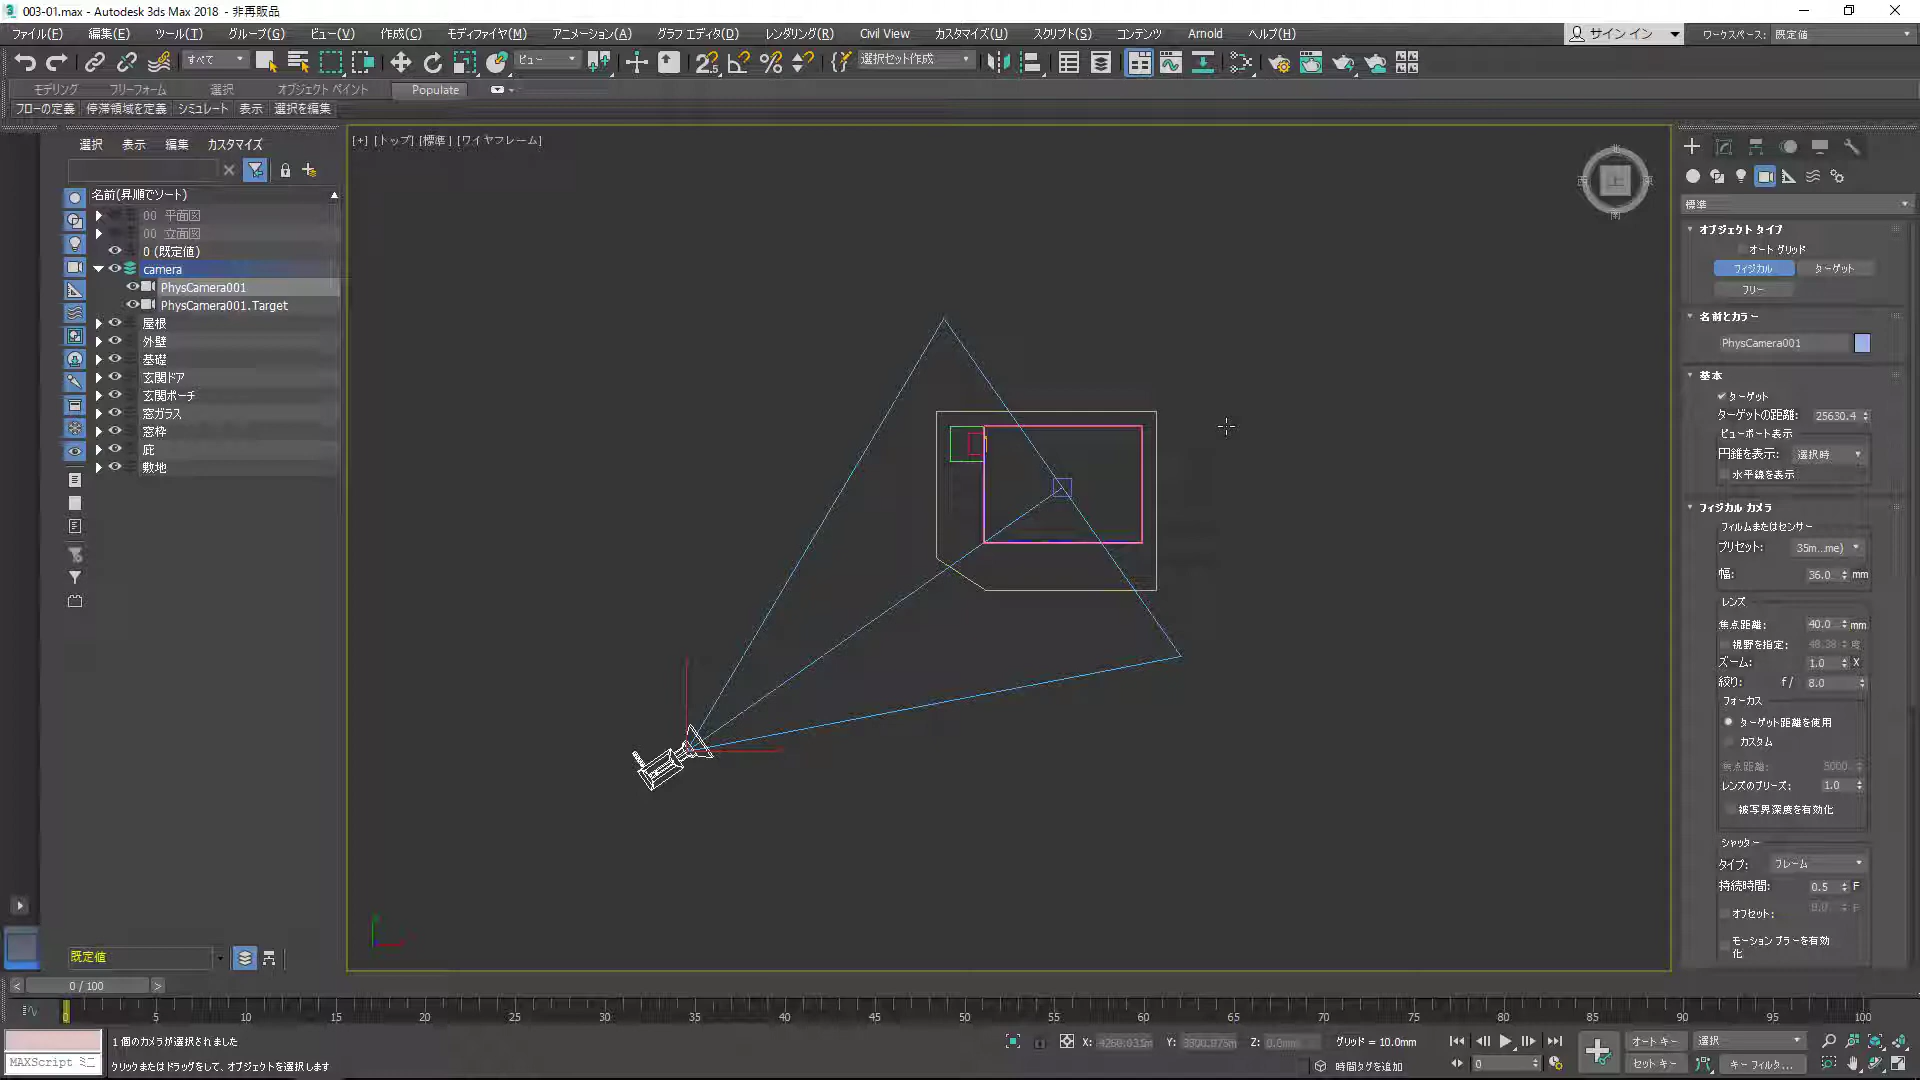 003-01.max - Autodesk 3ds Max 2018 - 非再販品
ファイル(F) 編集(E) ツール(T) グループ(G) ビュー(V) 作成(C) モディファイヤ(M) アニメーション(A) グラフ エディタ(D) レンダリング(R) Civil View カスタマイズ(U) スクリプト(S) コンテンツ Arnold ヘルプ(H) サイン イン ワークスペース: 既定値
すべて ビュー 選択セット作成
モデリング フリーフォーム 選択 オブジェクト ペイント Populate
フローの定義 停滞領域を定義 シミュレート 表示 選択を編集
選択 表示 編集 カスタマイズ
名前(昇順でソート)
00 平面図
00 立面図
0 (既定値)
camera
PhysCamera001
PhysCamera001.Target
屋根
外壁
基礎
玄関ドア
玄関ポーチ
窓ガラス
窓枠
庇
敷地
既定値
[+] [トップ] [標準] [ワイヤフレーム]
北
西 上 東
南
標準
オブジェクト タイプ
オート グリッド
フィジカル ターゲット
フリー
名前とカラー
PhysCamera001
基本
ターゲット
ターゲットの距離: 25630.4
ビューポート表示
円錐を表示: 選択時
水平線を表示
フィジカル カメラ
フィルムまたはセンサー
プリセット: 35m...me)
幅: 36.0 mm
レンズ
焦点距離: 40.0 mm
視野を指定: 48.38 度
ズーム: 1.0 X
絞り: f / 8.0
フォーカス
ターゲット距離を使用
カスタム
焦点距離: 5000.
レンズのブリーズ: 1.0
被写界深度を有効化
シャッター
タイプ: フレーム
持続時間: 0.5 F
オフセット: 0.0 F
モーション ブラーを有効
化
< 0 / 100 >
0 5 10 15 20 25 30 35 40 45 50 55 60 65 70 75 80 85 90 95 100
1 個のカメラが選択されました
X: Y: Z: グリッド = 10.0mm
オート キー 選択
MAXScript ミニ
クリックまたはドラッグをして、オブジェクトを選択します
時間タグを追加
0
セット キー キー フィルタ...